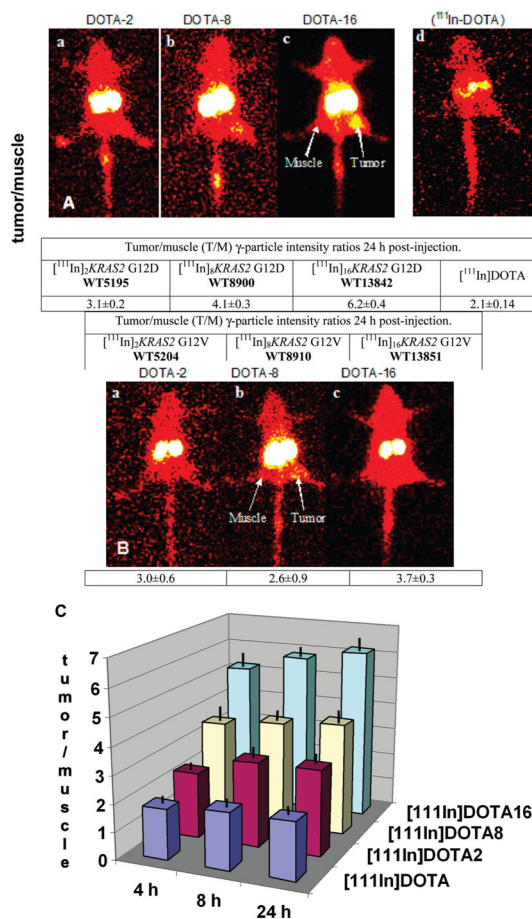 DOTA-2 DOTA-8 DOTA-16 (¹¹¹In-DOTA)
a b c d
Muscle Tumor
A
tumor/muscle
Tumor/muscle (T/M) γ-particle intensity ratios 24 h post-injection.
[¹¹¹In]₂KRAS2 G12D [¹¹¹In]₈KRAS2 G12D [¹¹¹In]₁₆KRAS2 G12D [¹¹¹In]DOTA
WT5195 WT8900 WT13842
3.1±0.2 4.1±0.3 6.2±0.4 2.1±0.14
Tumor/muscle (T/M) γ-particle intensity ratios 24 h post-injection.
[¹¹¹In]₂KRAS2 G12V [¹¹¹In]₈KRAS2 G12V [¹¹¹In]₁₆KRAS2 G12V
WT5204 WT8910 WT13851
DOTA-2 DOTA-8 DOTA-16
a b c
Muscle Tumor
B
3.0±0.6 2.6±0.9 3.7±0.3
C
tumor/muscle
7
6
5
4
3
2
1
0
4 h 8 h 24 h
[111In]DOTA16
[111In]DOTA8
[111In]DOTA2
[111In]DOTA